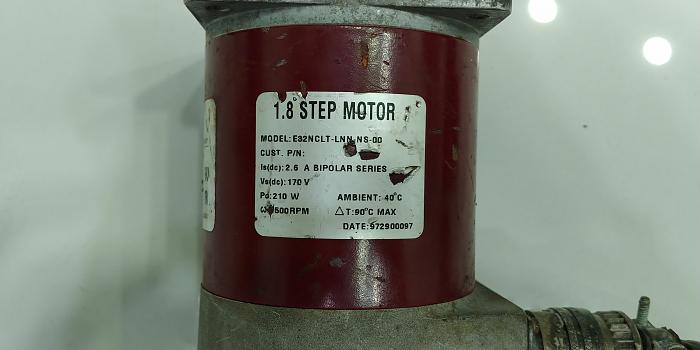 1.8° STEP MOTOR
MODEL: E32NCLT-LNN-NS-00
CUST. P/N:
Is(dc): 2.6 A BIPOLAR SERIES
Vs(dc): 170 V
Po: 210 W AMBIENT: 40°C
500RPM △T: 90°C MAX
DATE: 972900097